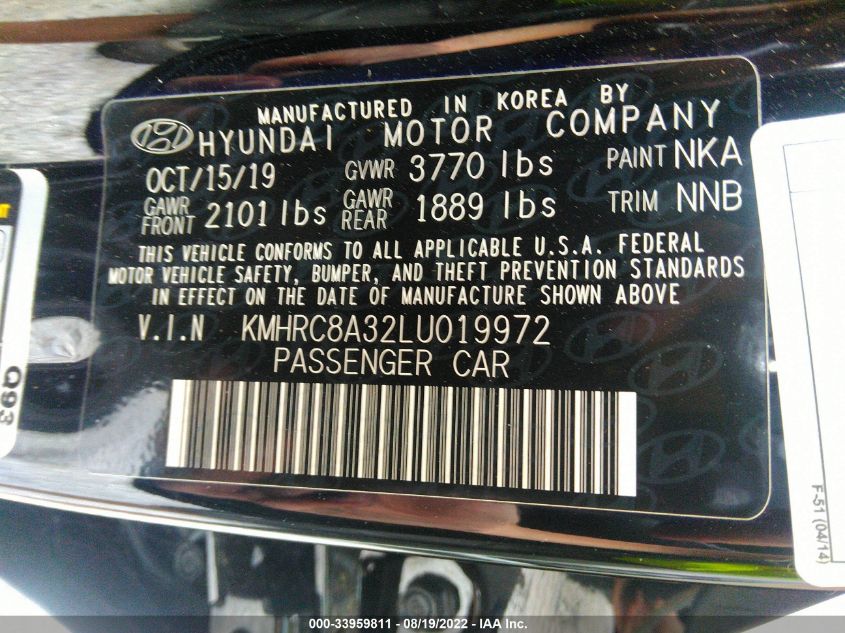 MANUFACTURED IN KOREA BY
HYUNDAI MOTOR COMPANY
OCT/15/19 GVWR 3770 lbs PAINT NKA
GAWR FRONT 2101 lbs GAWR REAR 1889 lbs TRIM NNB
THIS VEHICLE CONFORMS TO ALL APPLICABLE U.S.A. FEDERAL
MOTOR VEHICLE SAFETY, BUMPER, AND THEFT PREVENTION STANDARDS
IN EFFECT ON THE DATE OF MANUFACTURE SHOWN ABOVE
V.I.N KMHRC8A32LU019972
PASSENGER CAR
Q93
F-51 (04/14)
000-33959811 - 08/19/2022 - IAA Inc.